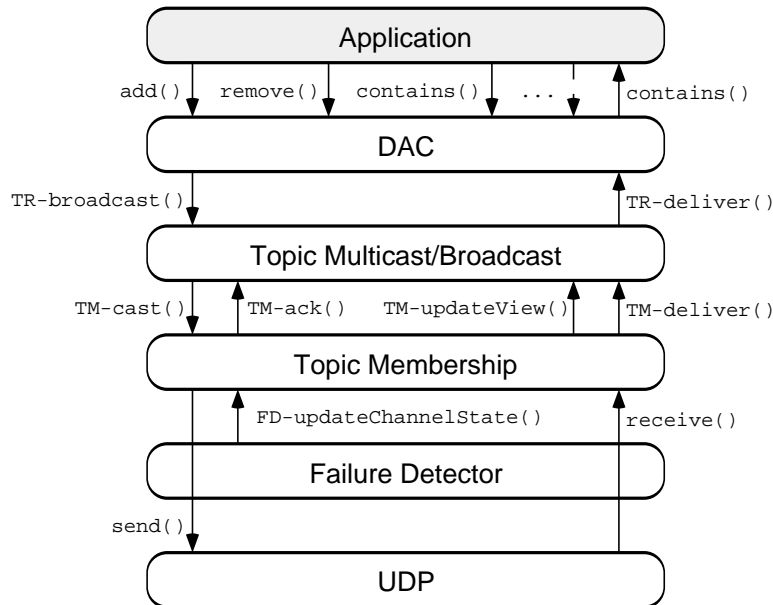 Application
add() remove() contains() ... contains()
DAC
TR-broadcast() TR-deliver()
Topic Multicast/Broadcast
TM-cast() TM-ack() TM-updateView() TM-deliver()
Topic Membership
FD-updateChannelState() receive()
Failure Detector
send()
UDP